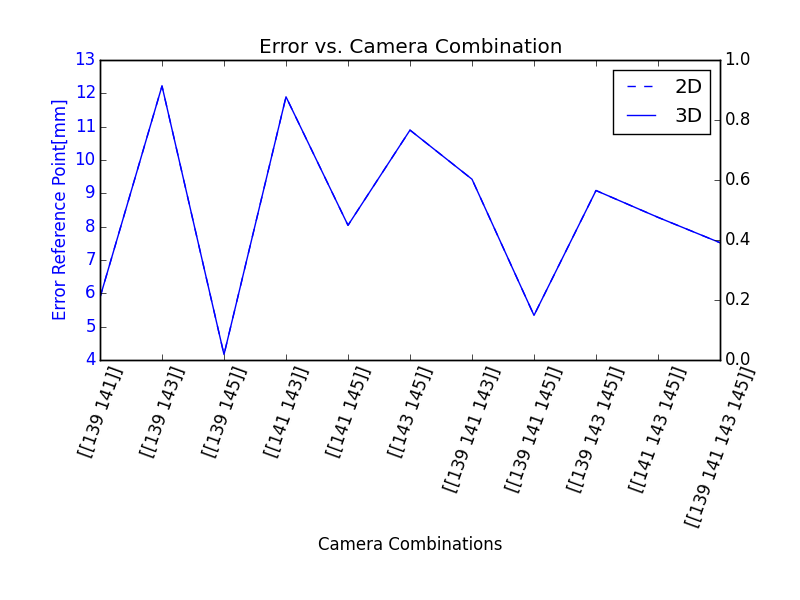 Error vs. Camera Combination
Error Reference Point[mm]
13
12
11
10
9
8
7
6
5
4
1.0
0.8
0.6
0.4
0.2
0.0
2D
3D
[[139 141]]
[[139 143]]
[[139 145]]
[[141 143]]
[[141 145]]
[[143 145]]
[[139 141 143]]
[[139 141 145]]
[[139 143 145]]
[[141 143 145]]
[[139 141 143 145]]
Camera Combinations